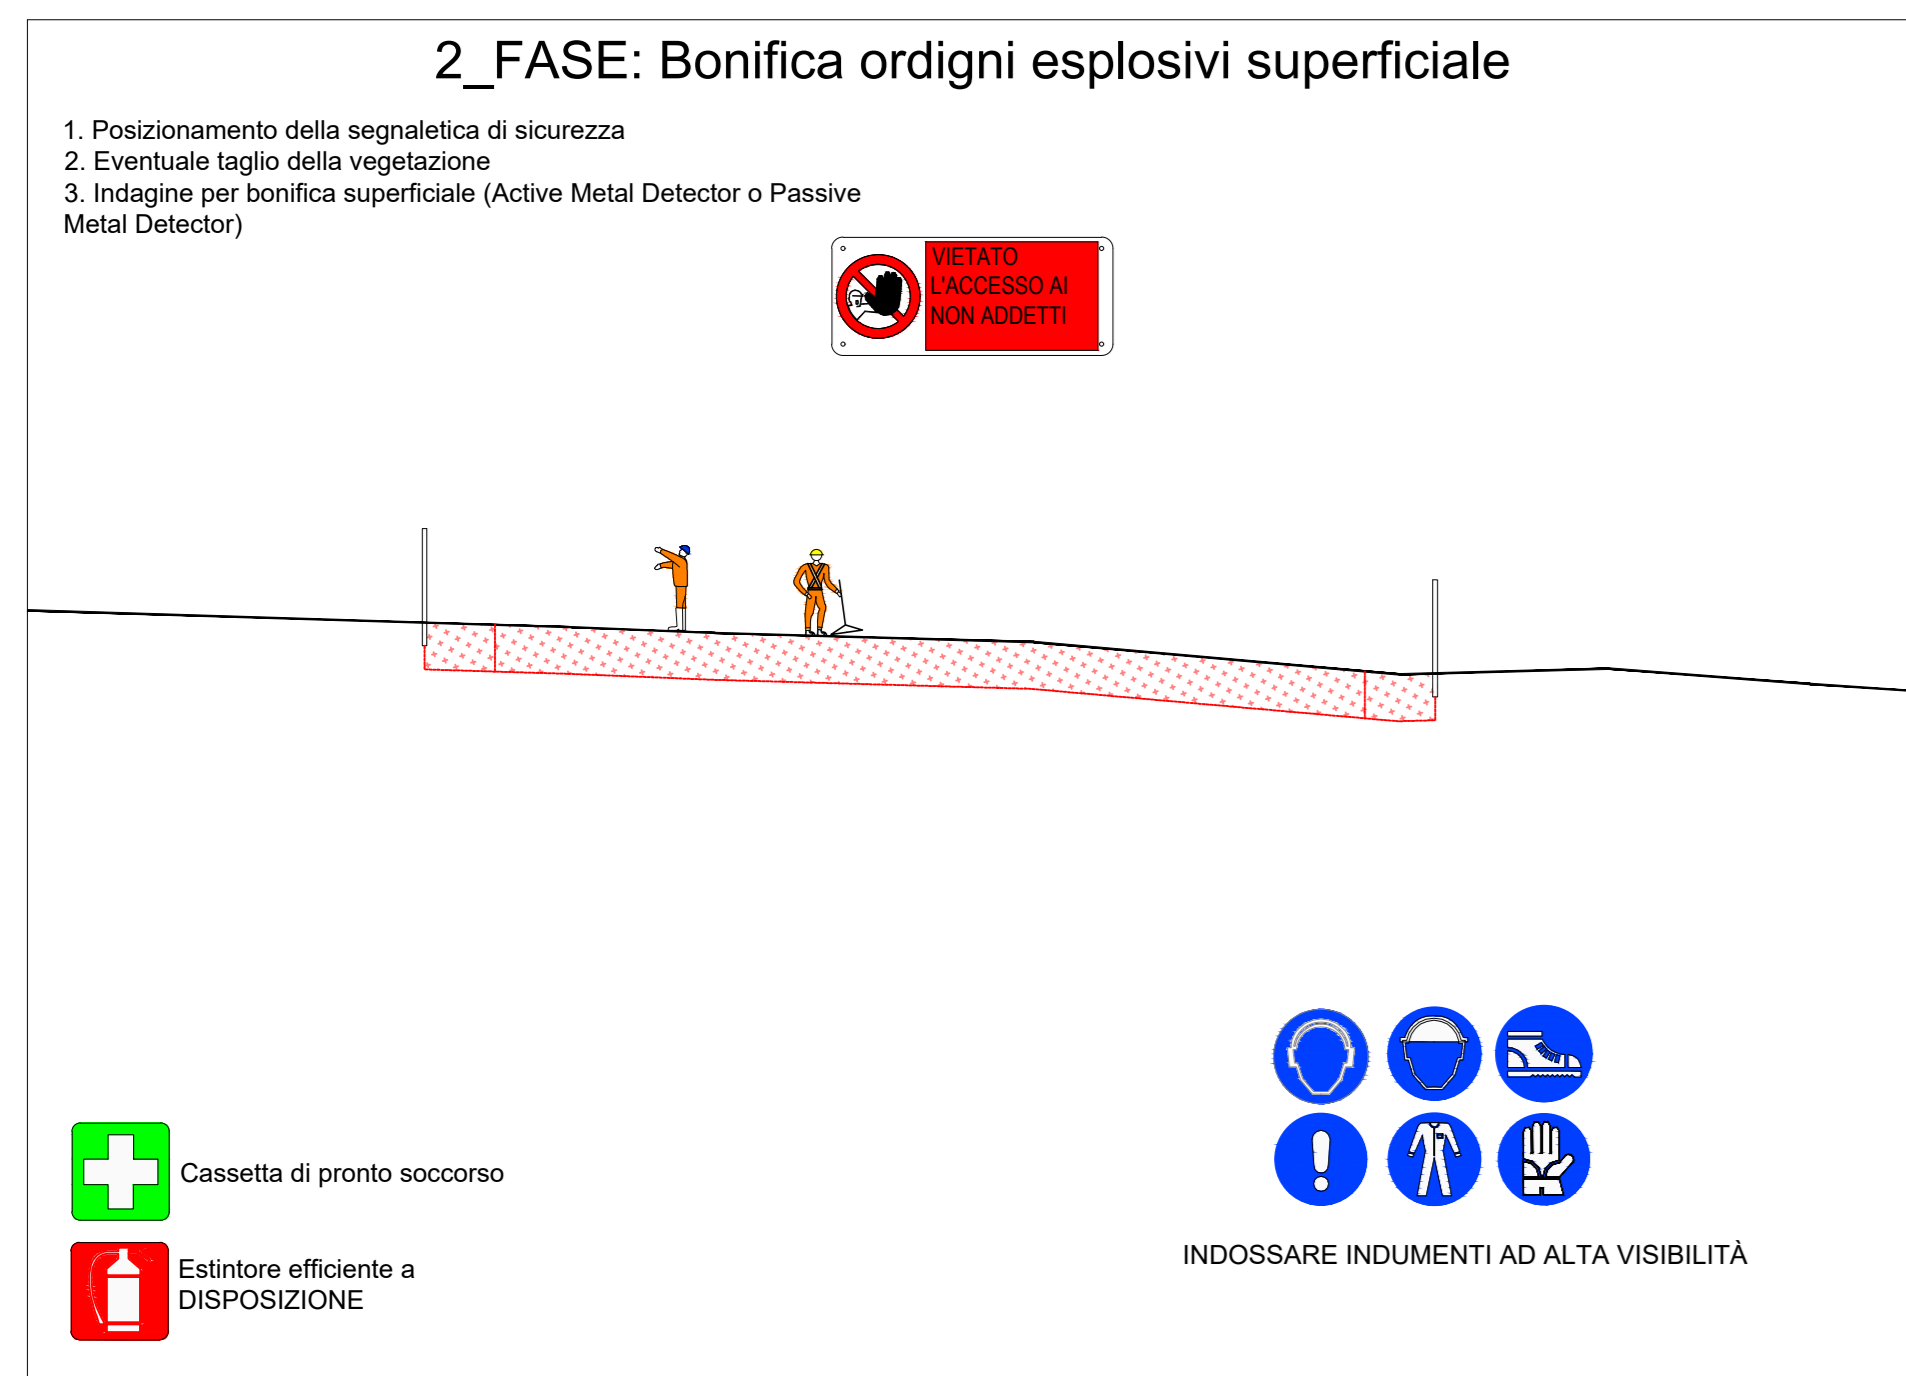 2_FASE: Bonifica ordigni esplosivi superficiale
1. Posizionamento della segnaletica di sicurezza
2. Eventuale taglio della vegetazione
3. Indagine per bonifica superficiale (Active Metal Detector o Passive
Metal Detector)
VIETATO
L'ACCESSO AI
NON ADDETTI
Cassetta di pronto soccorso
Estintore efficiente a
DISPOSIZIONE
INDOSSARE INDUMENTI AD ALTA VISIBILITÀ